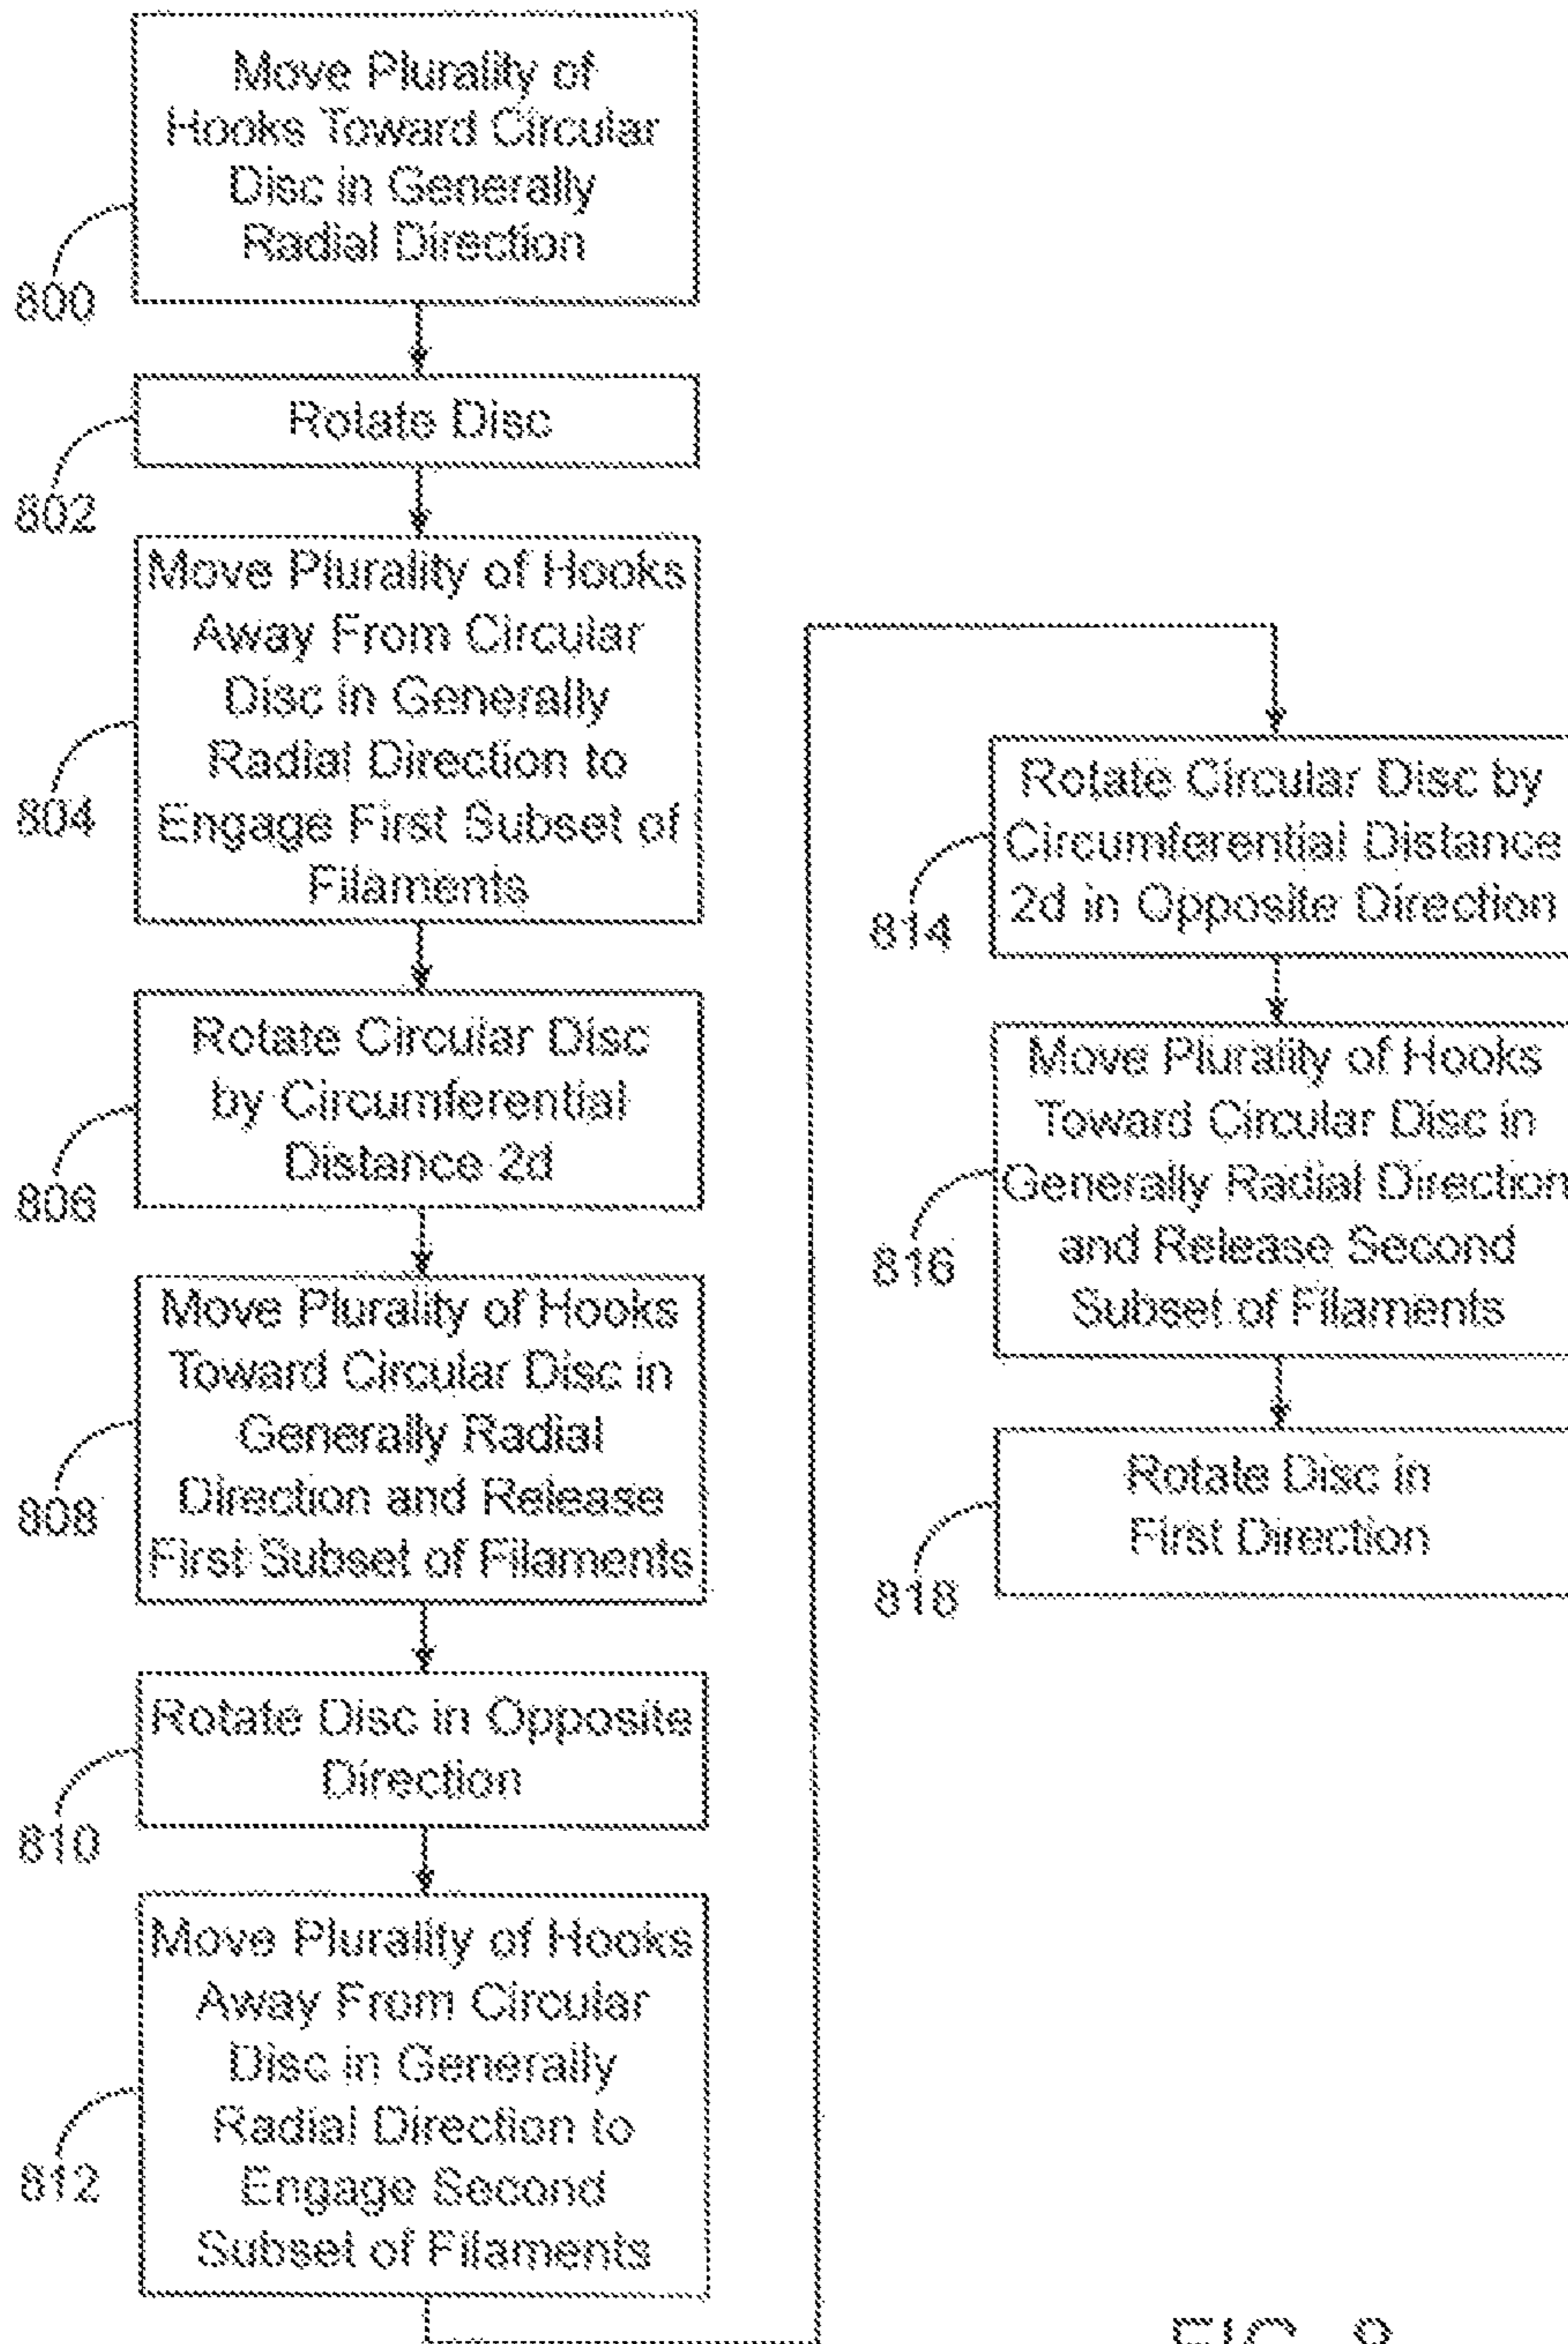 Move Plurality of
Hooks Toward Circular
Disc in Generally
Radial Direction
800
Rotate Disc
802
Move Plurality of Hooks
Away From Circular
Disc in Generally
Radial Direction to
Engage First Subset of
Filaments
804
Rotate Circular Disc
by Circumferential
Distance 2d
806
Move Plurality of Hooks
Toward Circular Disc in
Generally Radial
Direction and Release
First Subset of Filaments
808
Rotate Disc in Opposite
Direction
810
Move Plurality of Hooks
Away From Circular
Disc in Generally
Radial Direction to
Engage Second
Subset of Filaments
812
Rotate Circular Disc by
Circumferential Distance
2d in Opposite Direction
814
Move Plurality of Hooks
Toward Circular Disc in
Generally Radial Direction
and Release Second
Subset of Filaments
816
Rotate Disc in
First Direction
818
FIG. 8